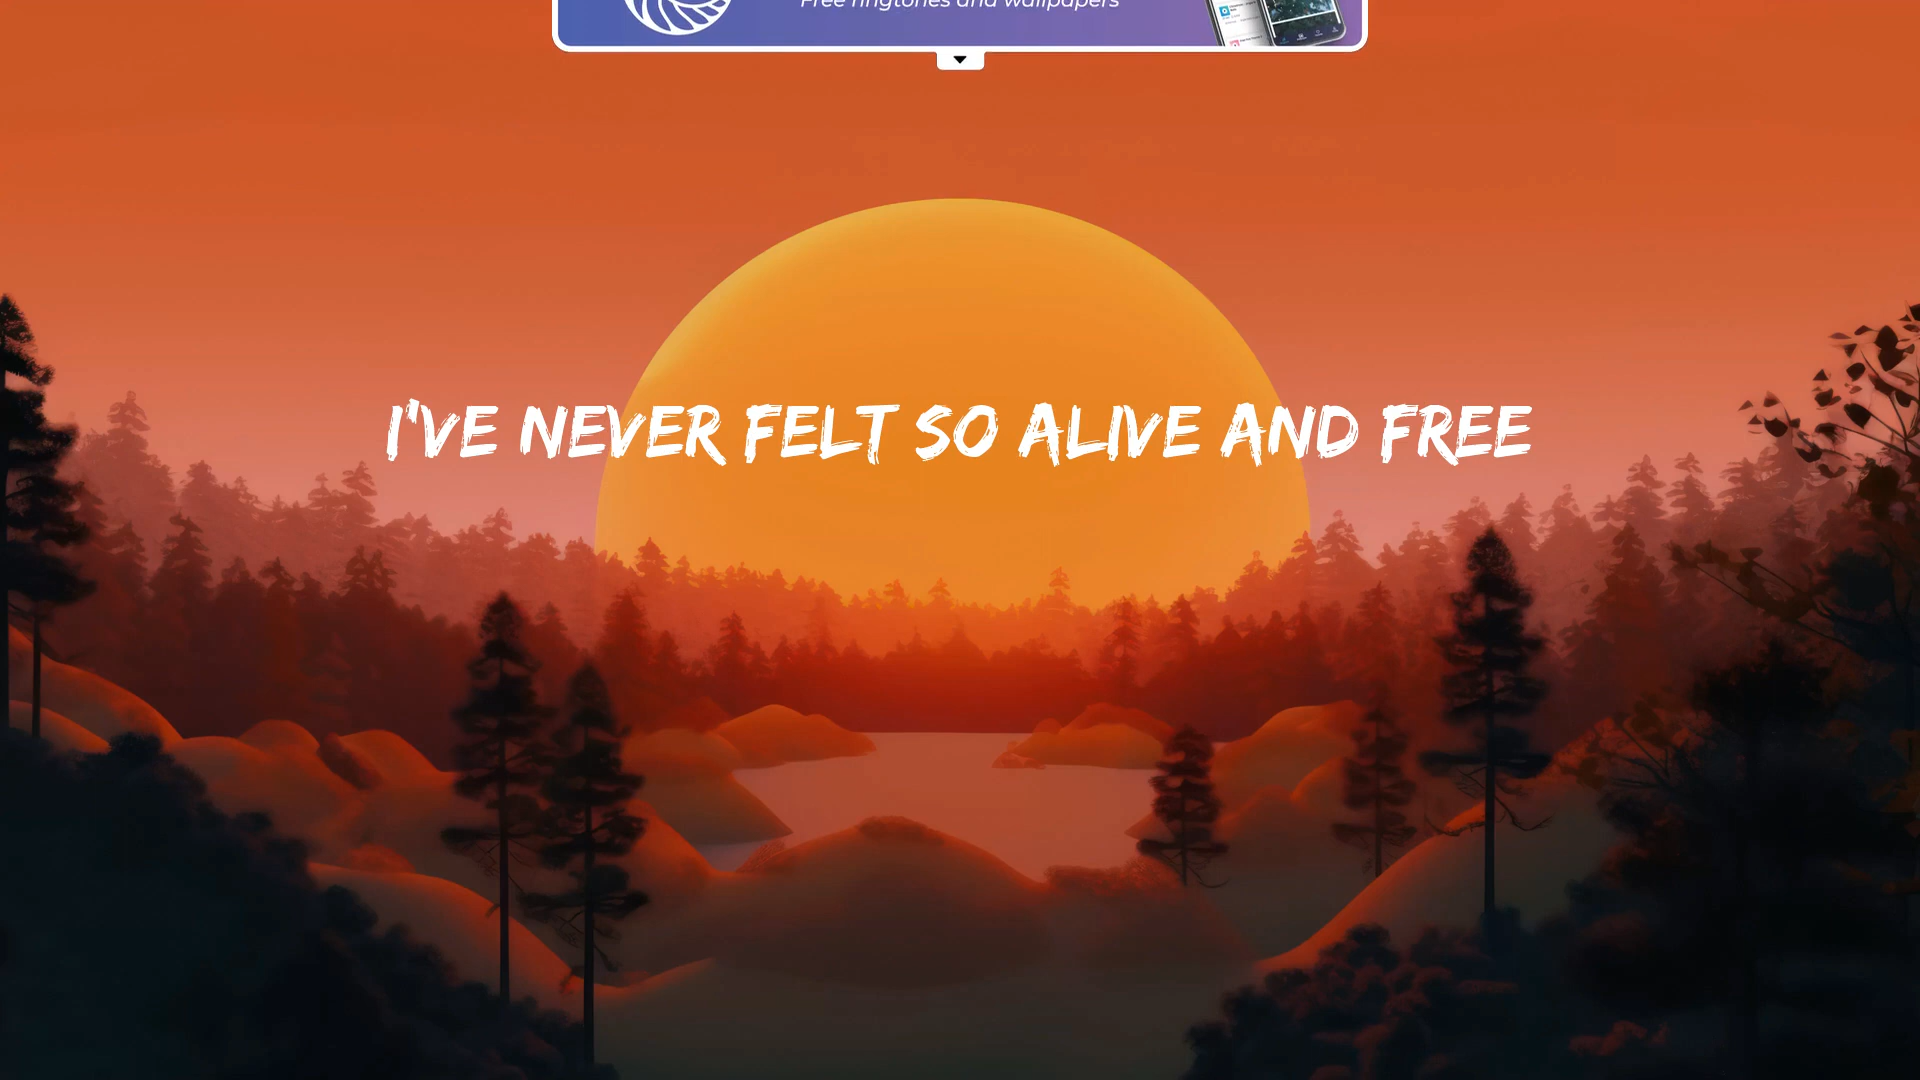 Free ringtones and wallpapers
I'VE NEVER FELT SO ALIVE AND FREE